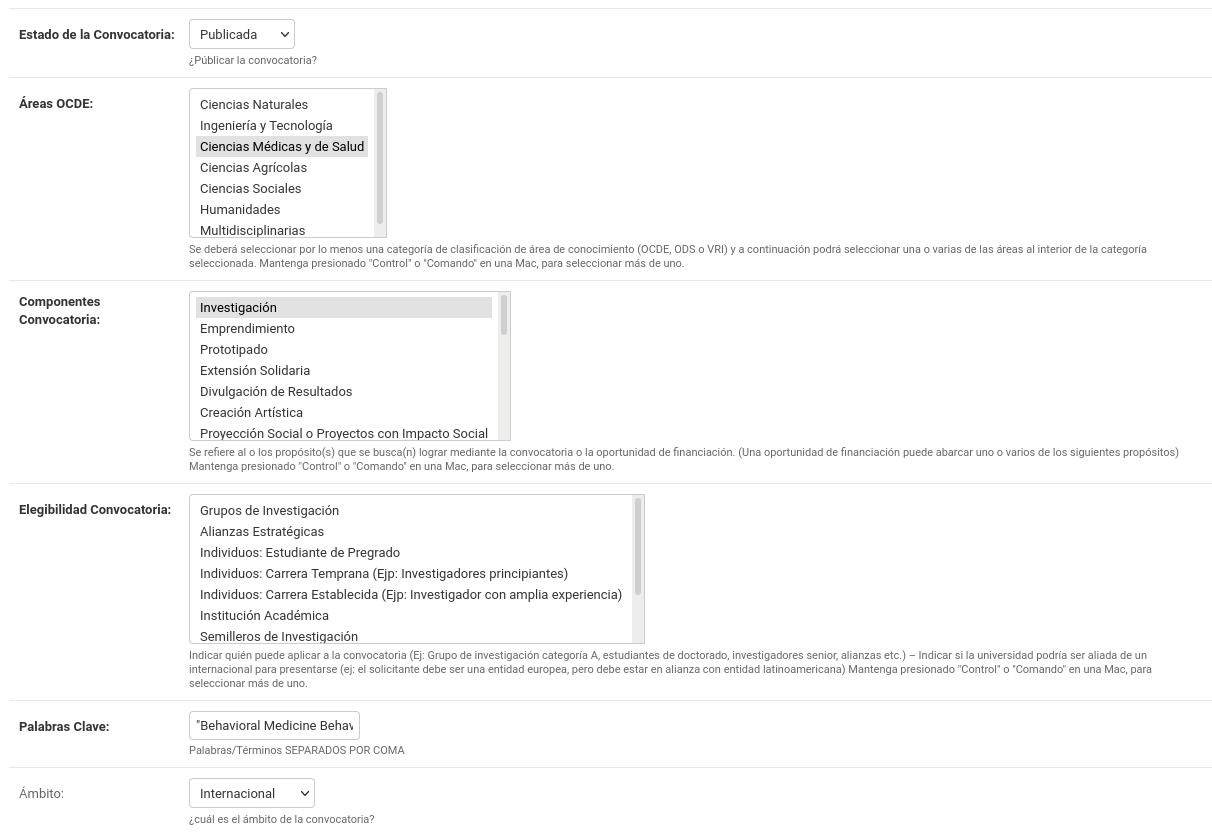 Estado de la Convocatoria:
Publicada
¿Públicar la convocatoria?
Áreas OCDE:
Ciencias Naturales
Ingeniería y Tecnología
Ciencias Médicas y de Salud
Ciencias Agrícolas
Ciencias Sociales
Humanidades
Multidisciplinarias
Se deberá seleccionar por lo menos una categoría de clasificación de área de conocimiento (OCDE, ODS o VRI) y a continuación podrá seleccionar una o varias de las áreas al interior de la categoría
seleccionada. Mantenga presionado "Control" o "Comando" en una Mac, para seleccionar más de uno.
Componentes
Convocatoria:
Investigación
Emprendimiento
Prototipado
Extensión Solidaria
Divulgación de Resultados
Creación Artística
Proyección Social o Proyectos con Impacto Social
Se refiere al o los propósito(s) que se busca(n) lograr mediante la convocatoria o la oportunidad de financiación. (Una oportunidad de financiación puede abarcar uno o varios de los siguientes propósitos)
Mantenga presionado "Control" o "Comando" en una Mac, para seleccionar más de uno.
Elegibilidad Convocatoria:
Grupos de Investigación
Alianzas Estratégicas
Individuos: Estudiante de Pregrado
Individuos: Carrera Temprana (Ejp: Investigadores principiantes)
Individuos: Carrera Establecida (Ejp: Investigador con amplia experiencia)
Institución Académica
Semilleros de Investigación
Indicar quién puede aplicar a la convocatoria (Ej: Grupo de investigación categoría A, estudiantes de doctorado, investigadores senior, alianzas etc.) – Indicar si la universidad podría ser aliada de un
internacional para presentarse (ej: el solicitante debe ser una entidad europea, pero debe estar en alianza con entidad latinoamericana) Mantenga presionado "Control" o "Comando" en una Mac, para
seleccionar más de uno.
Palabras Clave:
"Behavioral Medicine Behav
Palabras/Términos SEPARADOS POR COMA
Ámbito:
Internacional
¿cuál es el ámbito de la convocatoria?